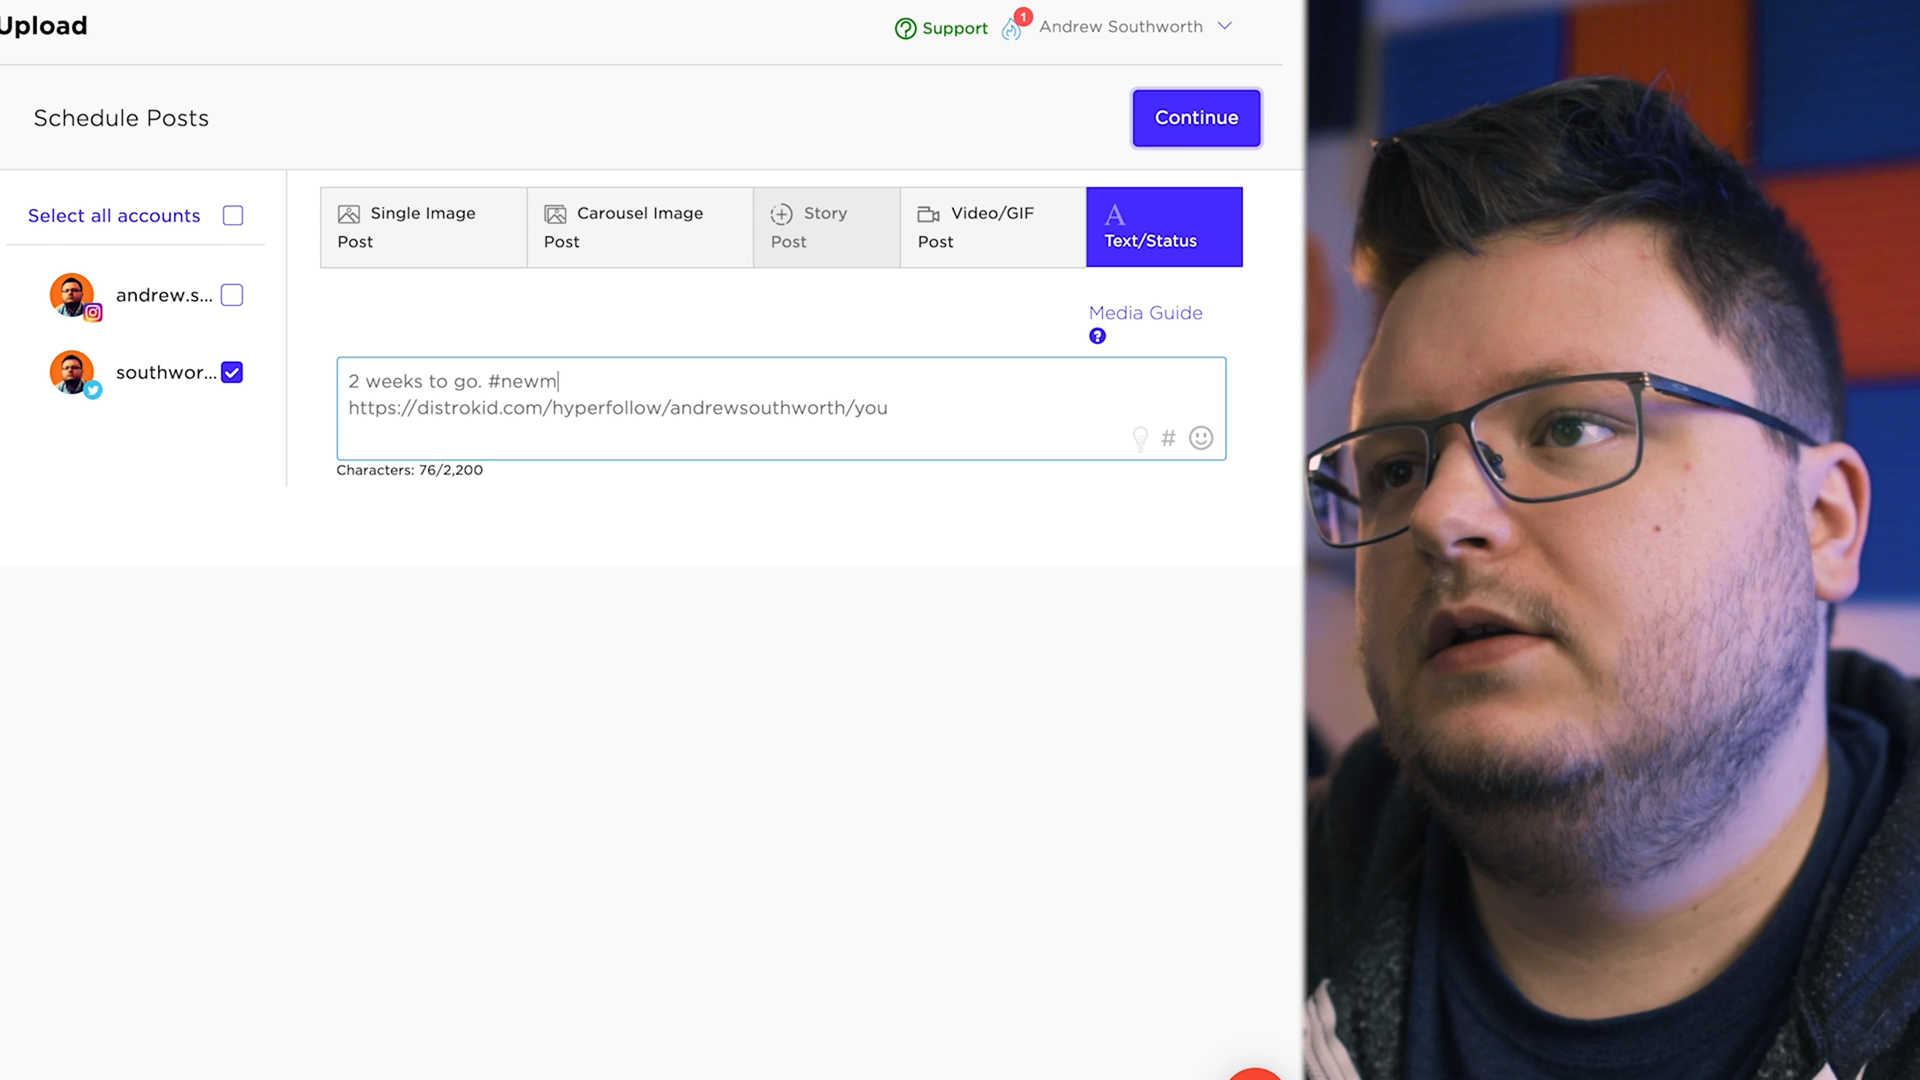 Upload
Support
1
Andrew Southworth
Schedule Posts
Continue
Select all accounts
Single Image
Post
Carousel Image
Post
Story
Post
Video/GIF
Post
A
Text/Status
andrew.s...
southwor...
Media Guide
?
2 weeks to go. #newm
https://distrokid.com/hyperfollow/andrewsouthworth/you
#
Characters: 76/2,200